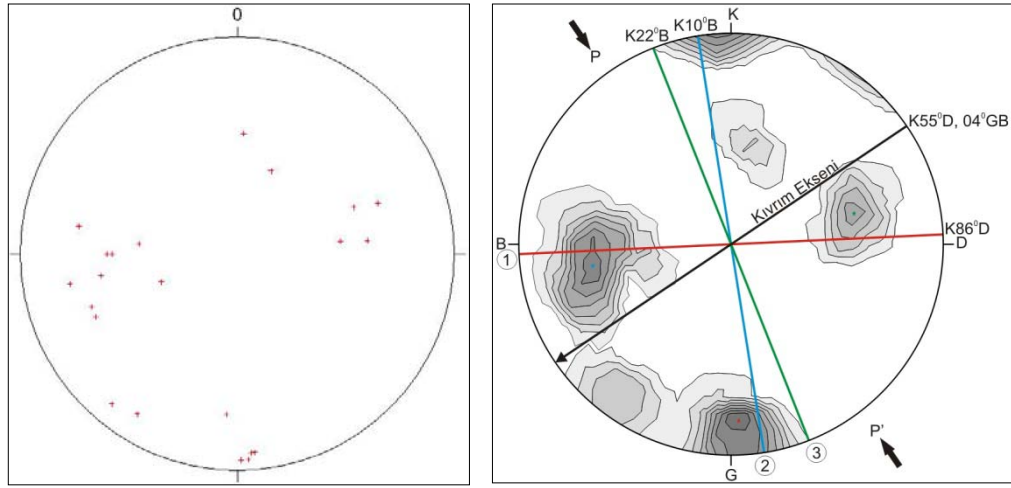 0
P
K22⁰B
K10⁰B
K
K55⁰D, 04⁰GB
Kıvrım Ekseni
B
K86⁰D
D
1
P'
G
2
3